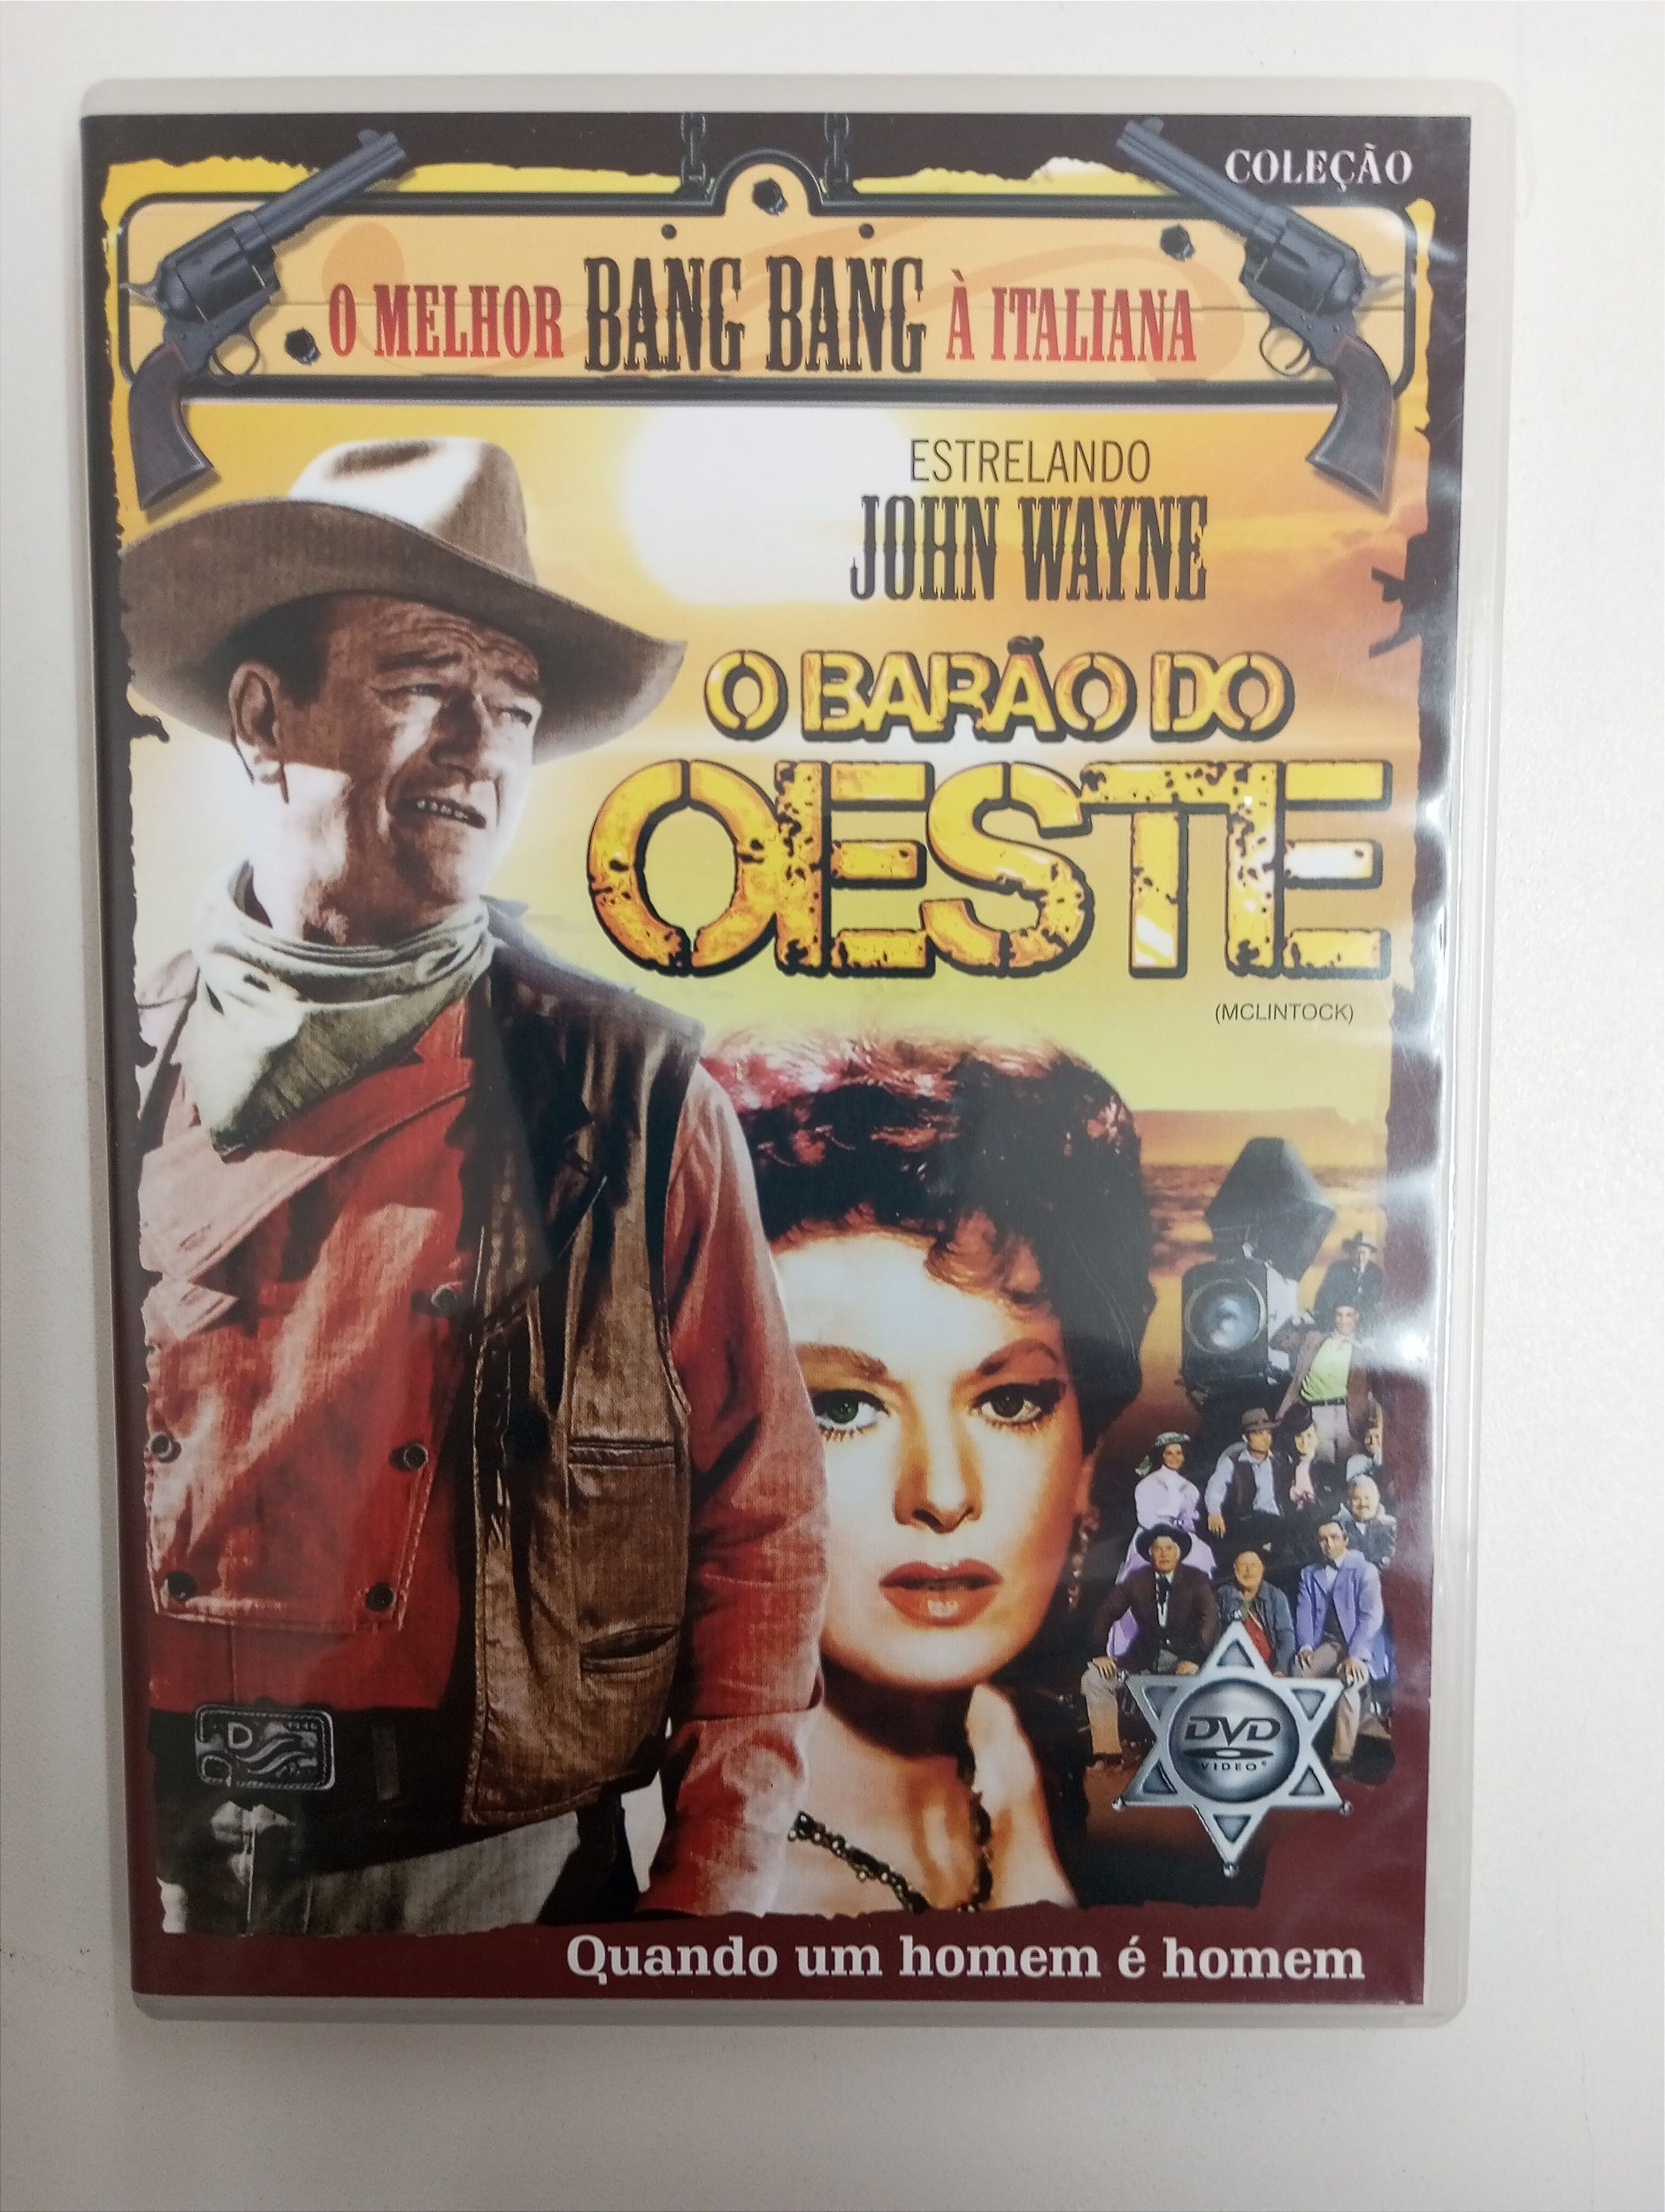 COLEÇÃO
O MELHOR BANG BANG À ITALIANA
ESTRELANDO
JOHN WAYNE
O BARÃO DO
OESTE
(MCLINTOCK)
DVD
VIDEO
Quando um homem é homem